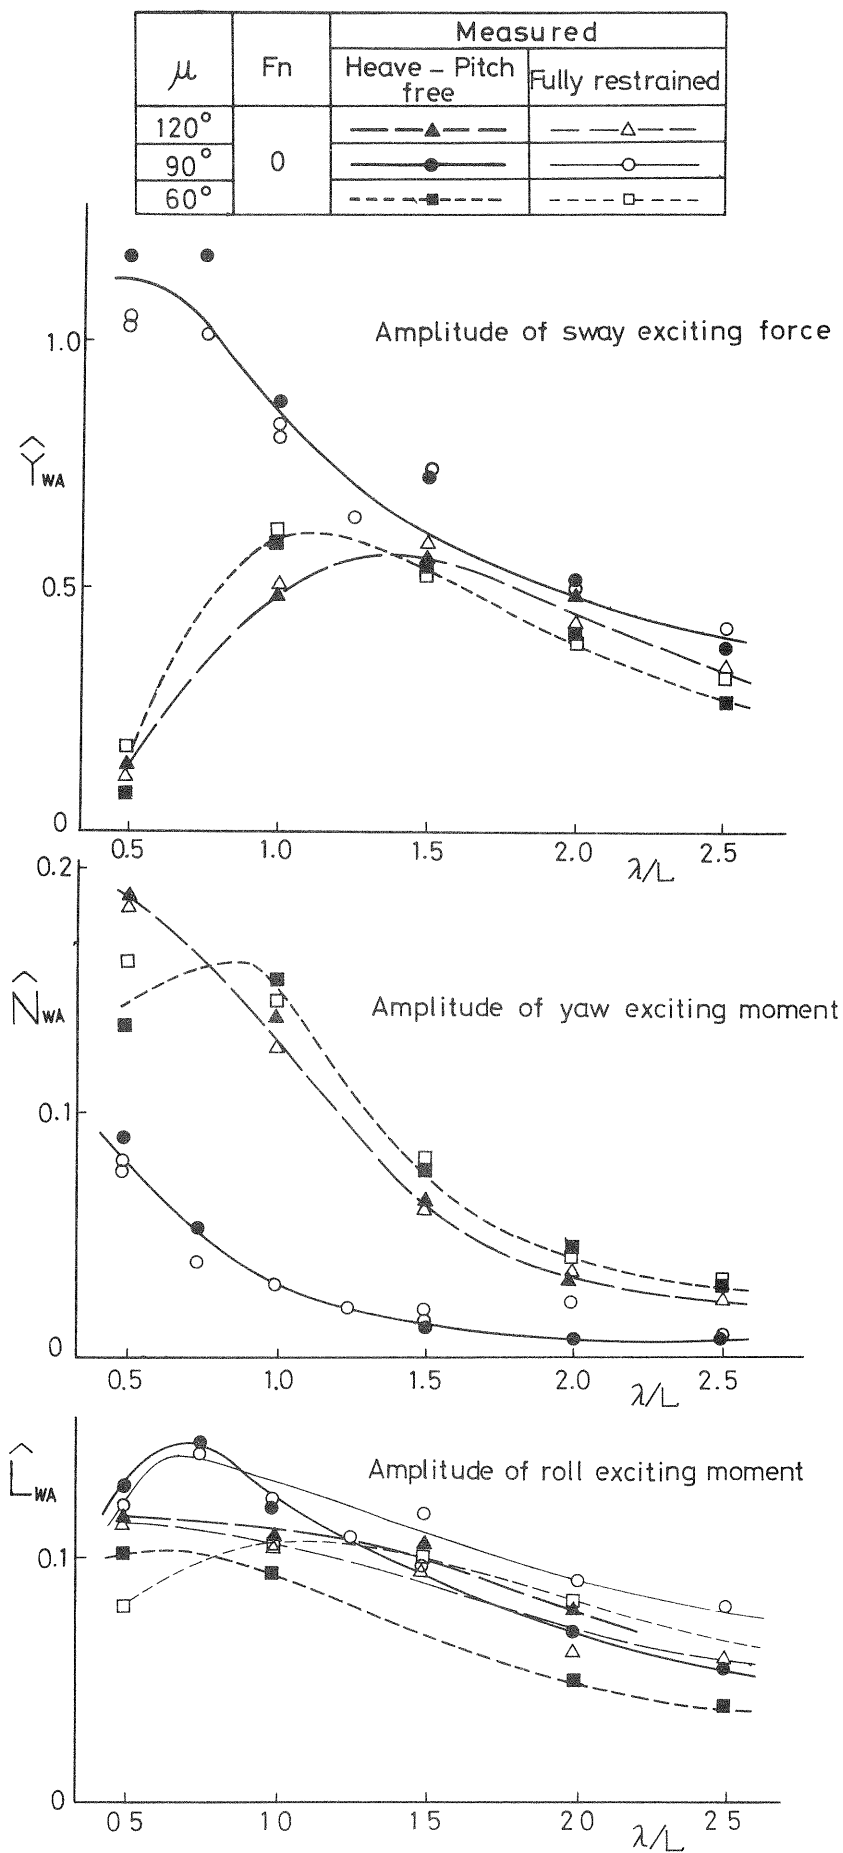 Measured
μ Fn Heave – Pitch free Fully restrained
120°
90° 0
60°
1.0
Amplitude of sway exciting force
ŶWA
0.5
0
0.5 1.0 1.5 2.0 2.5
λ/L
0.2
N̂WA
Amplitude of yaw exciting moment
0.1
0
0.5 1.0 1.5 2.0 2.5
λ/L
L̂WA
Amplitude of roll exciting moment
0.1
0
0 5 1 0 1 5 2 0 2 5
λ/L